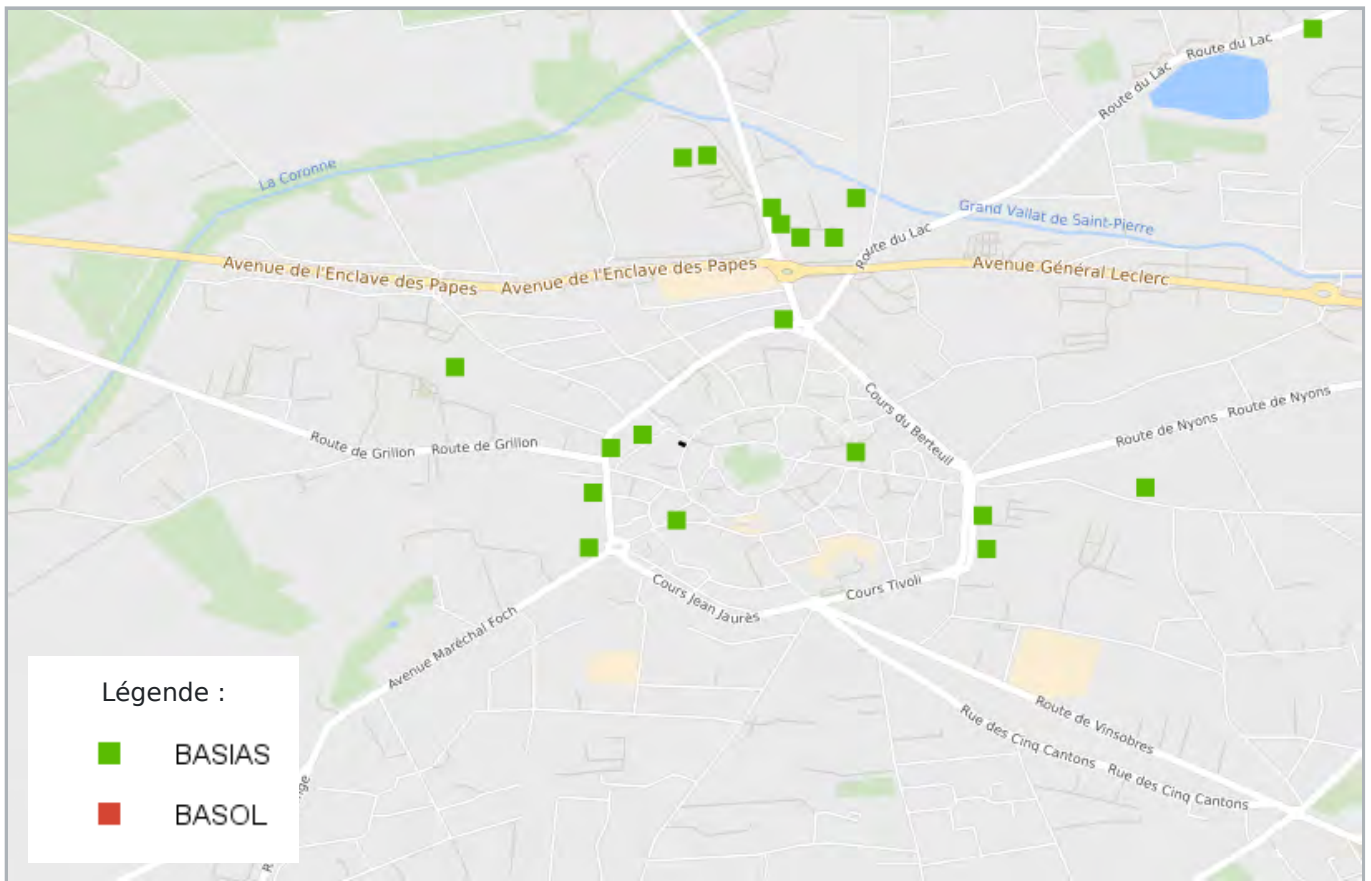 Route du Lac
Route du Lac
La Coronne
Grand Vallat de Saint-Pierre
Route du Lac
Avenue de l'Enclave des Papes
Avenue de l'Enclave des Papes
Avenue Général Leclerc
Cours du Berteuil
Route de Nyons
Route de Nyons
Route de Grillon
Route de Grillon
Cours Jean Jaurès
Cours Tivoli
Avenue Maréchal Foch
Route de Vinsobres
Rue des Cinq Cantons
Rue des Cinq Cantons
Légende :
BASIAS
BASOL